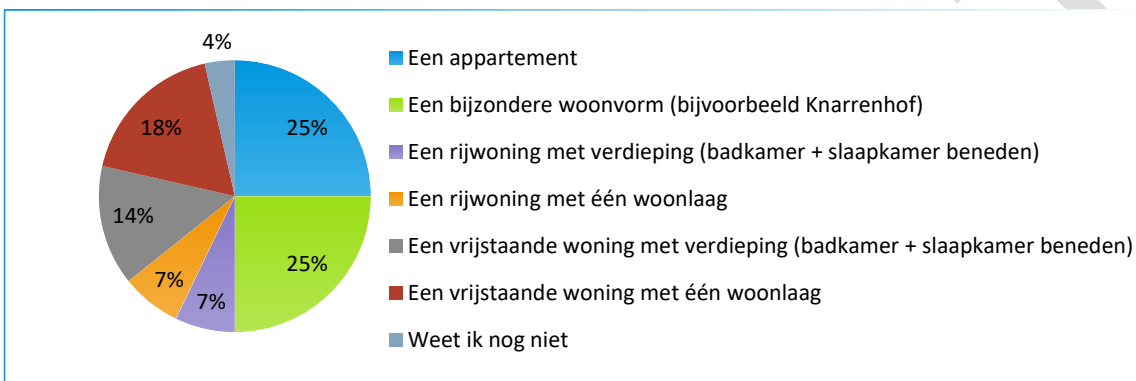 4%
25%
18%
14%
7%
7%
25%
Een appartement
Een bijzondere woonvorm (bijvoorbeeld Knarrenhof)
Een rijwoning met verdieping (badkamer + slaapkamer beneden)
Een rijwoning met één woonlaag
Een vrijstaande woning met verdieping (badkamer + slaapkamer beneden)
Een vrijstaande woning met één woonlaag
Weet ik nog niet